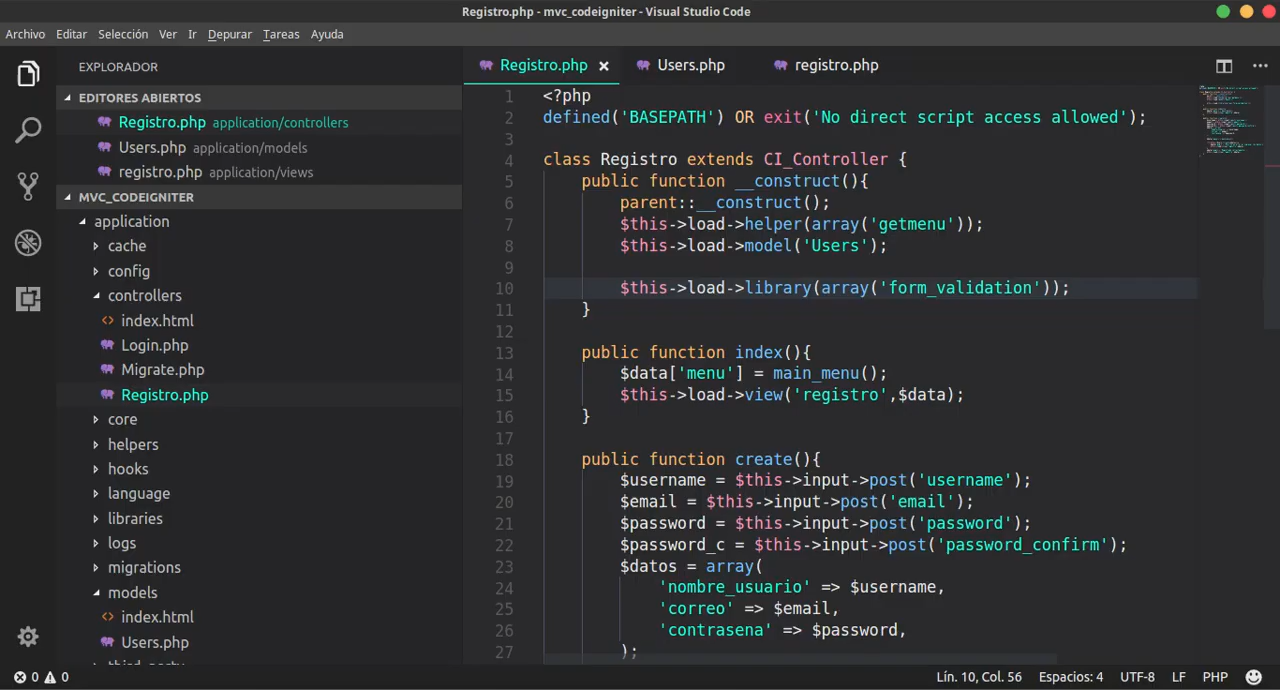 Registro.php - mvc_codeigniter - Visual Studio Code
Archivo Editar Selección Ver Ir Depurar Tareas Ayuda
EXPLORADOR
EDITORES ABIERTOS
Registro.php application/controllers
Users.php application/models
registro.php application/views
MVC_CODEIGNITER
application
cache
config
controllers
index.html
Login.php
Migrate.php
Registro.php
core
helpers
hooks
language
libraries
logs
migrations
models
index.html
Users.php
Registro.php Users.php registro.php
1 <?php
2 defined('BASEPATH') OR exit('No direct script access allowed');
3
4 class Registro extends CI_Controller {
5 public function __construct(){
6 parent::__construct();
7 $this->load->helper(array('getmenu'));
8 $this->load->model('Users');
9
10 $this->load->library(array('form_validation'));
11 }
12
13 public function index(){
14 $data['menu'] = main_menu();
15 $this->load->view('registro',$data);
16 }
17
18 public function create(){
19 $username = $this->input->post('username');
20 $email = $this->input->post('email');
21 $password = $this->input->post('password');
22 $password_c = $this->input->post('password_confirm');
23 $datos = array(
24 'nombre_usuario' => $username,
25 'correo' => $email,
26 'contrasena' => $password,
27 );
0 0 Lín. 10, Col. 56 Espacios: 4 UTF-8 LF PHP